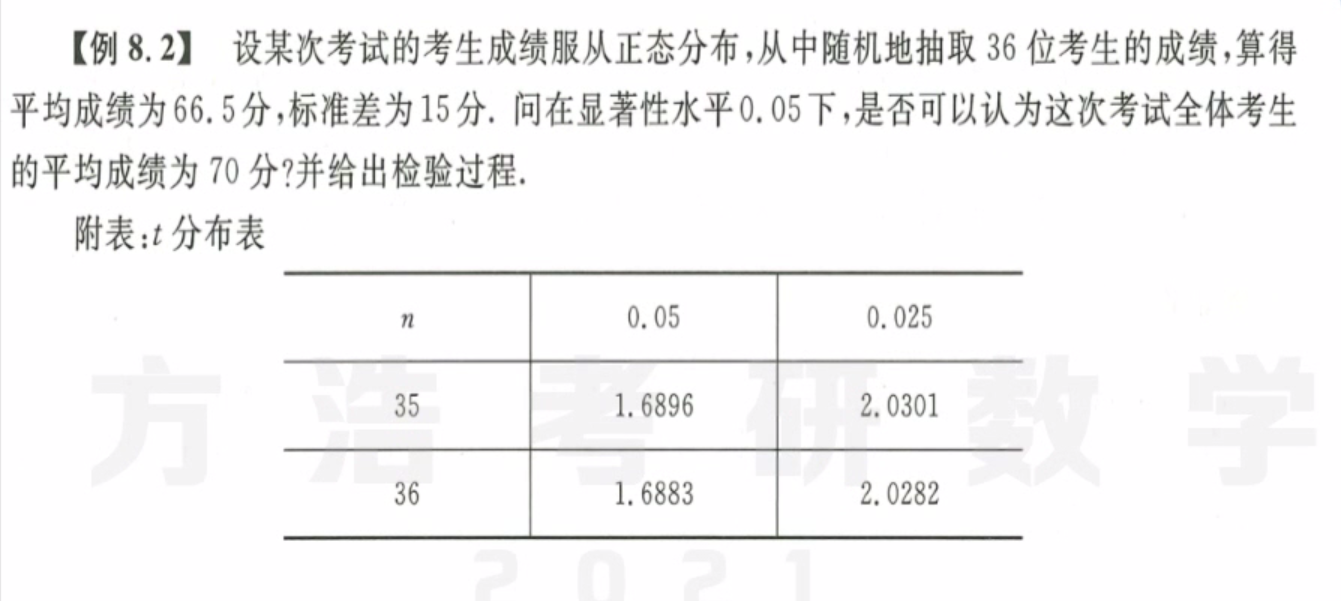 【例 8.2】 设某次考试的考生成绩服从正态分布,从中随机地抽取 36 位考生的成绩,算得
平均成绩为66.5分,标准差为15分. 问在显著性水平0.05下,是否可以认为这次考试全体考生
的平均成绩为 70 分?并给出检验过程.
附表:t 分布表
n 0.05 0.025
35 1.6896 2.0301
36 1.6883 2.0282
方浩考研数学
2021